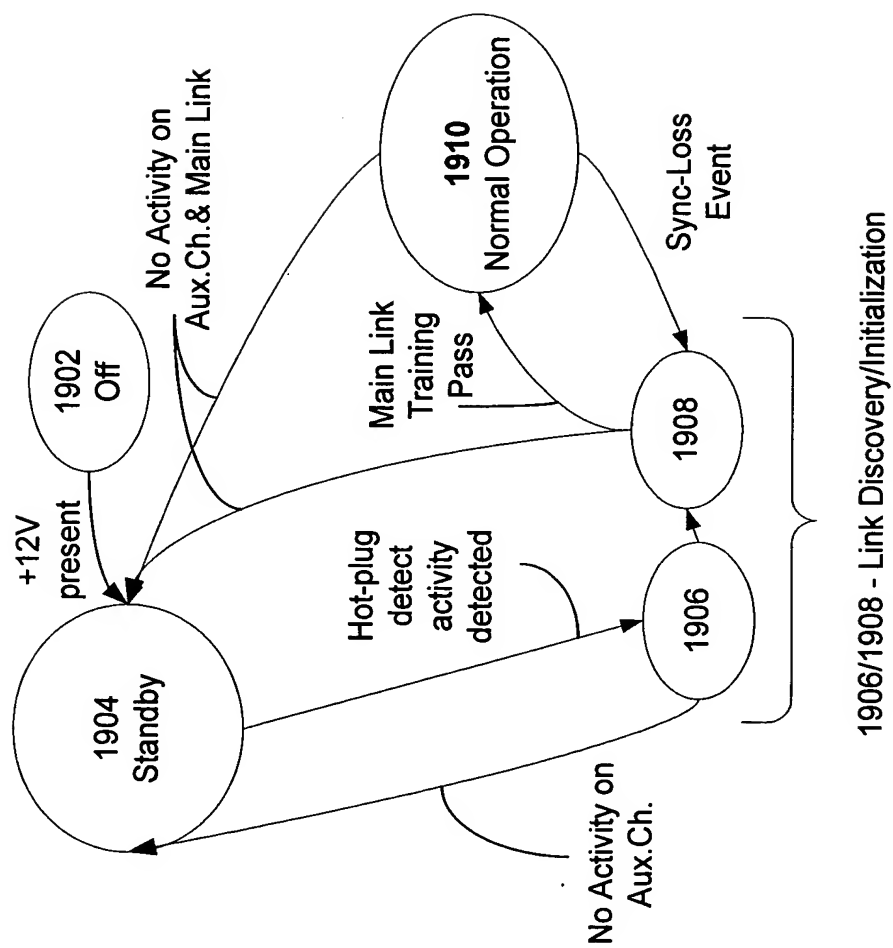 1902
Off
+12V
present
No Activity on
Aux.Ch.& Main Link
1904
Standby
1910
Normal Operation
Hot-plug
detect
activity
detected
Main Link
Training
Pass
Sync-Loss
Event
No Activity on
Aux.Ch.
1906
1908
1906/1908 - Link Discovery/Initialization